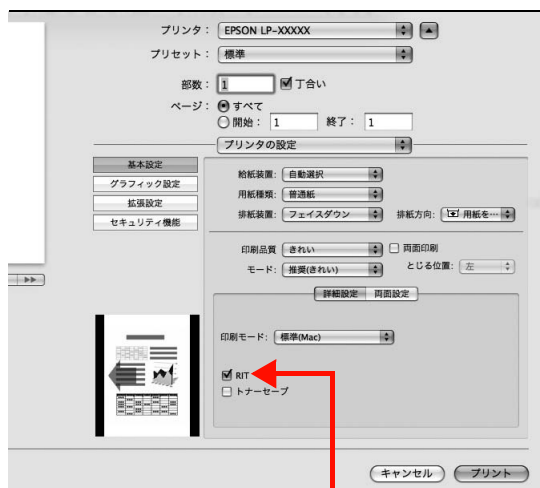 プリンタ: EPSON LP-XXXXX
プリセット: 標準
部数: 1 丁合い
ページ: すべて
開始: 1 終了: 1
プリンタの設定
基本設定
グラフィック設定
拡張設定
セキュリティ機能
給紙装置: 自動選択
用紙種類: 普通紙
排紙装置: フェイスダウン 排紙方向: 用紙を…
印刷品質 きれい 両面印刷
モード: 推奨(きれい) とじる位置: 左
詳細設定 両面設定
印刷モード: 標準(Mac)
RIT
トナーセーブ
キャンセル プリント